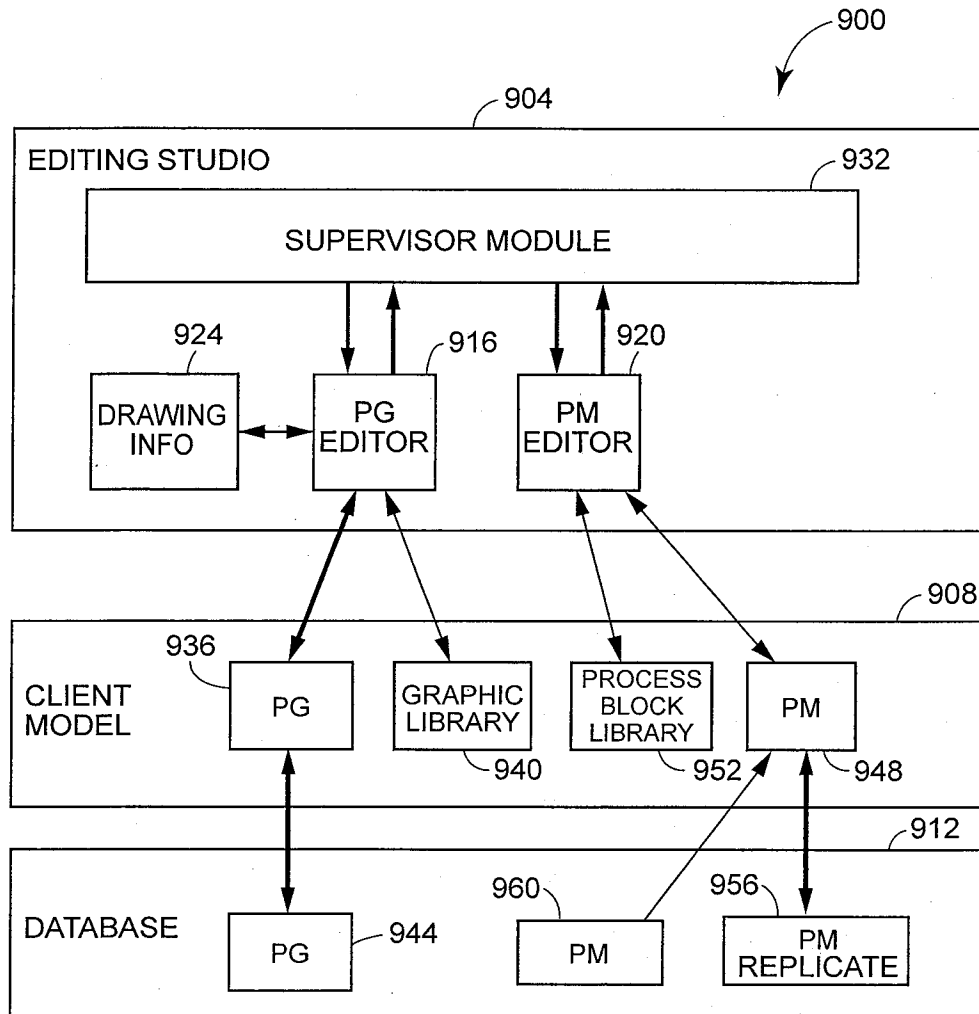 900
904
EDITING STUDIO
932
SUPERVISOR MODULE
924
916
920
DRAWING
INFO
PG
EDITOR
PM
EDITOR
908
936
CLIENT
MODEL
PG
GRAPHIC
LIBRARY
940
PROCESS
BLOCK
LIBRARY
952
PM
948
912
DATABASE
PG
944
960
PM
956
PM
REPLICATE